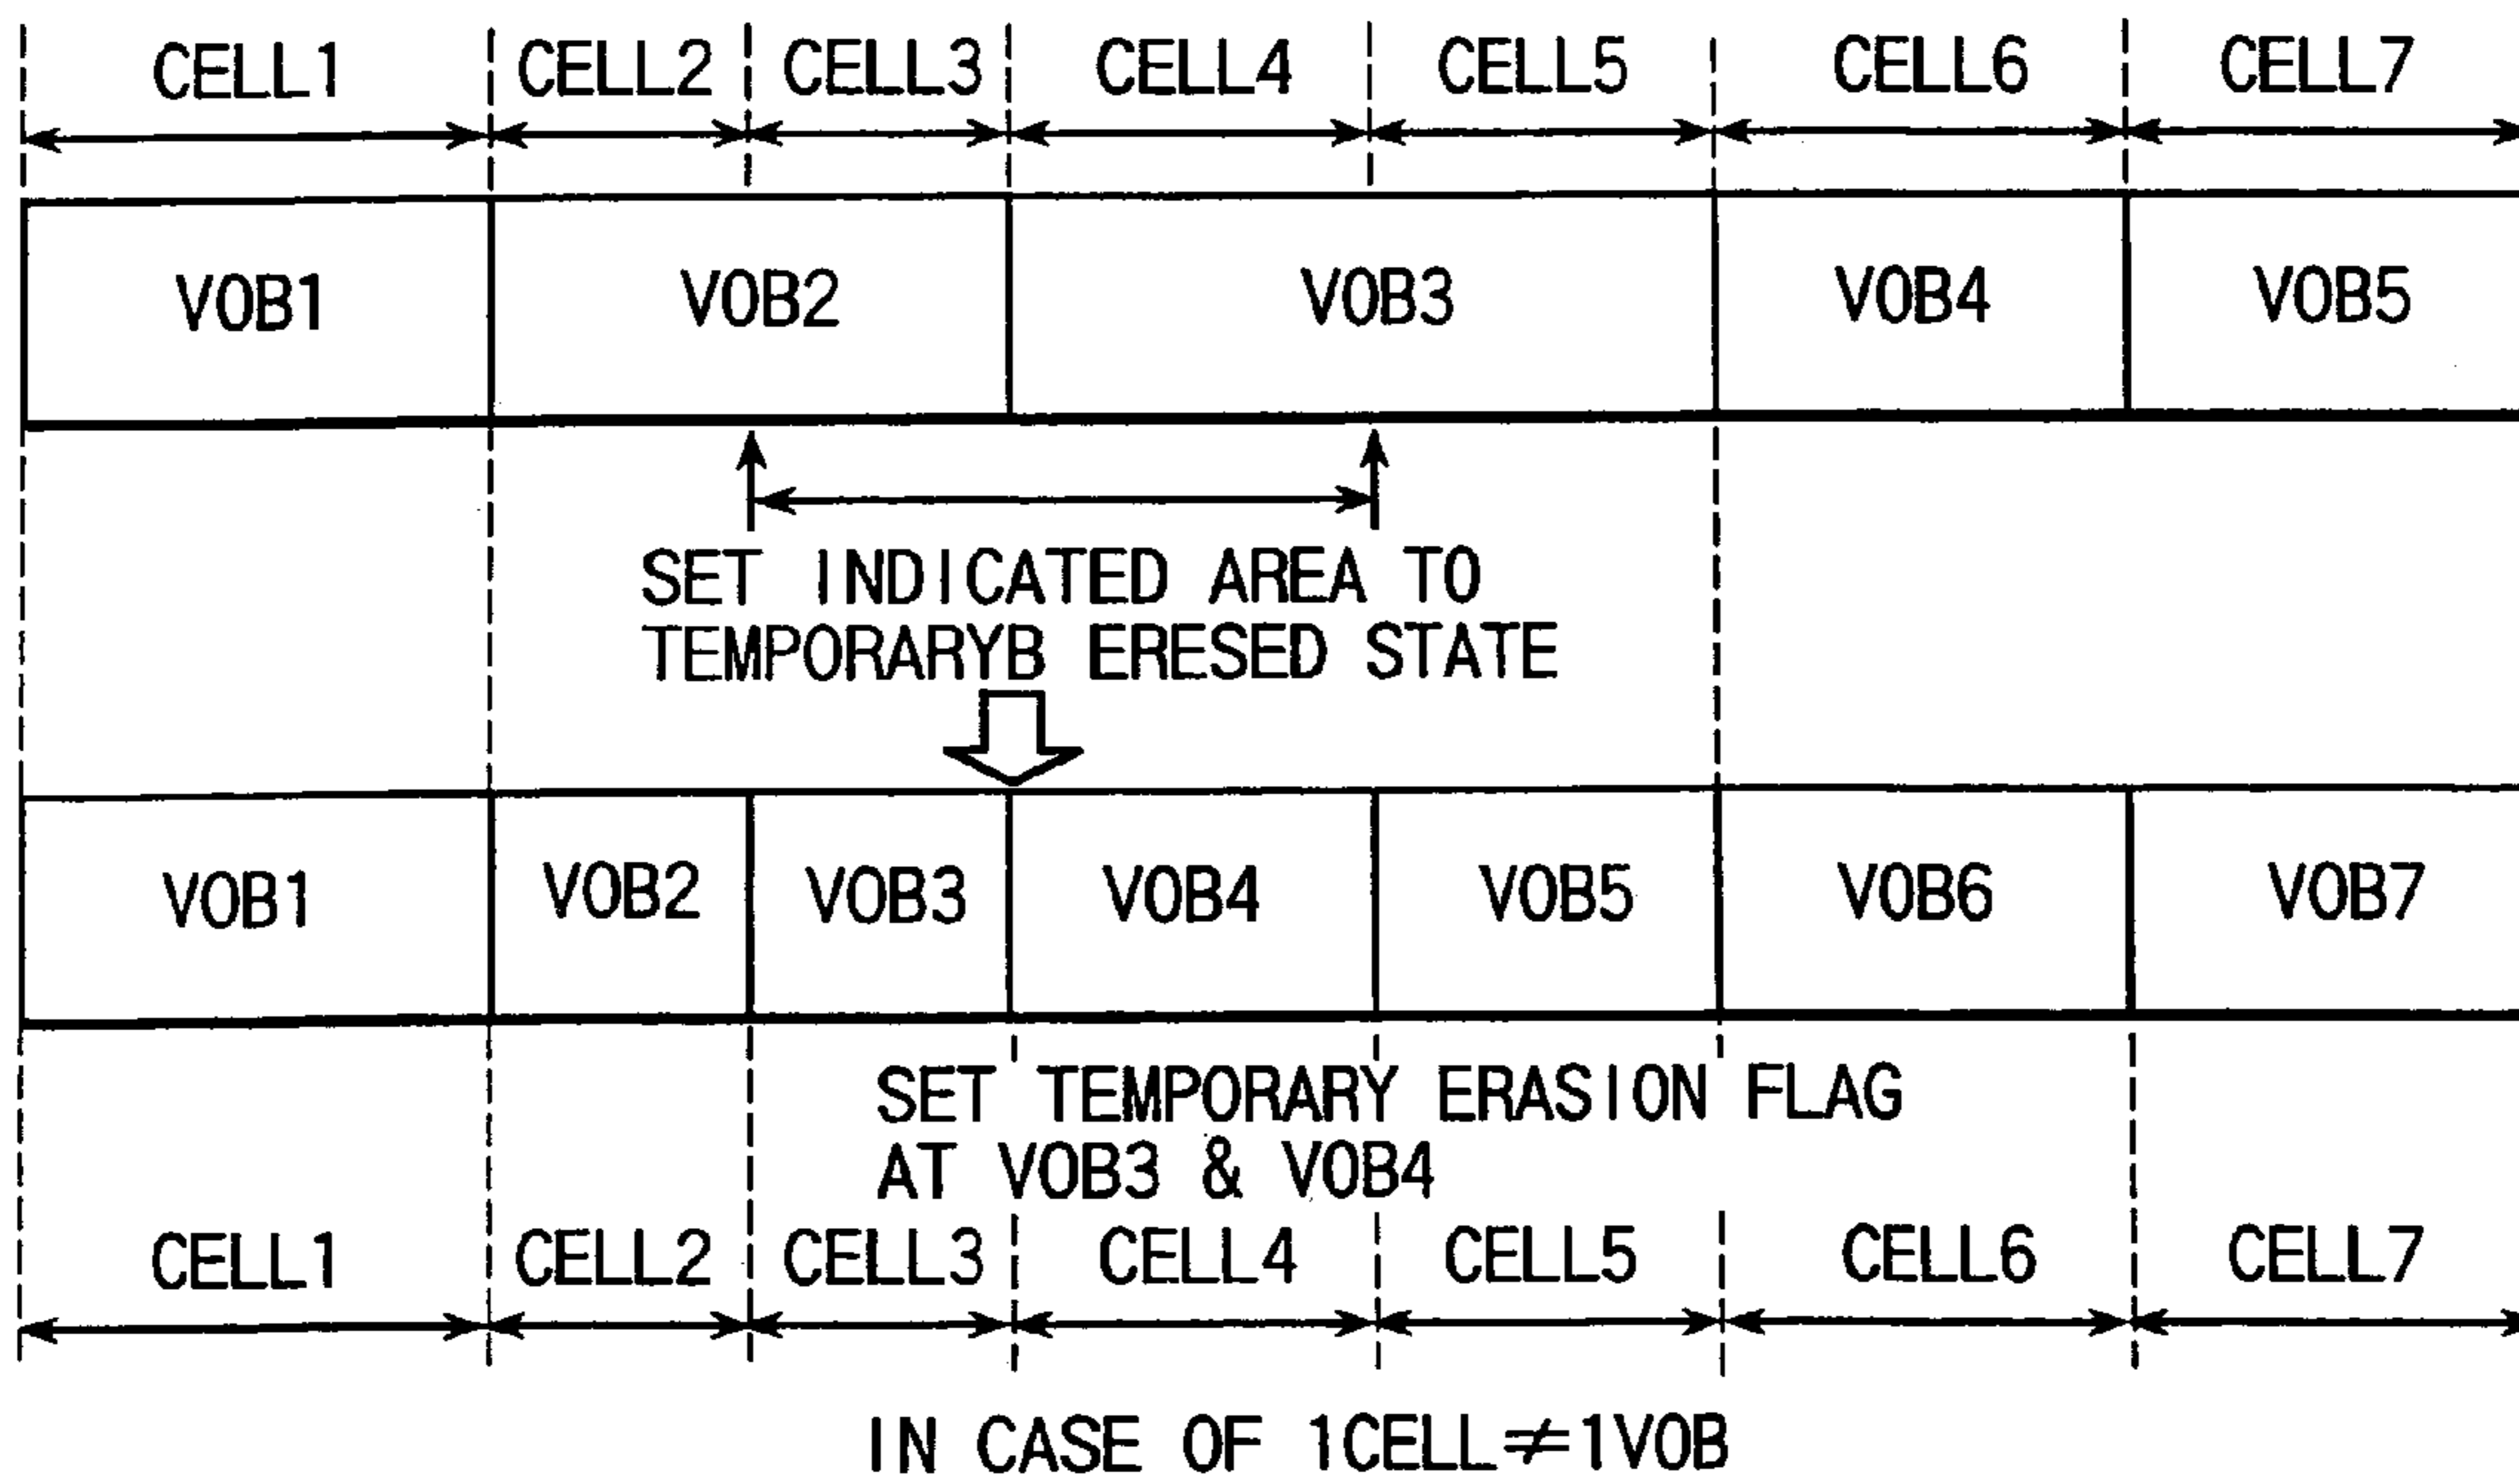 CELL1 CELL2 CELL3 CELL4 CELL5 CELL6 CELL7
VOB1 VOB2 VOB3 VOB4 VOB5
SET INDICATED AREA TO
TEMPORARYB ERESED STATE
VOB1 VOB2 VOB3 VOB4 VOB5 VOB6 VOB7
SET TEMPORARY ERASION FLAG
AT VOB3 & VOB4
CELL1 CELL2 CELL3 CELL4 CELL5 CELL6 CELL7
IN CASE OF 1CELL≠1VOB